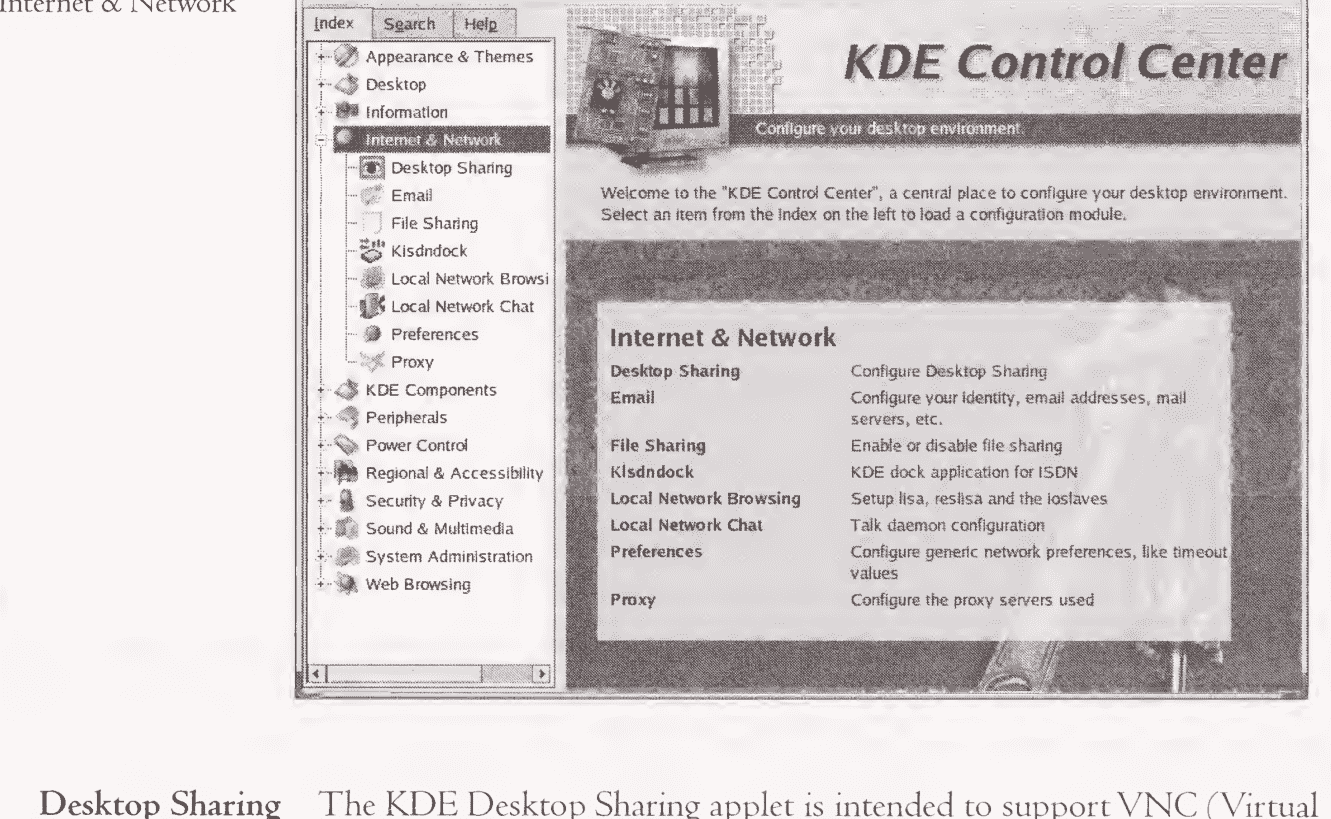 Internet & Network
Index Search Help
Appearance & Themes
Desktop
Information
Internet & Network
Desktop Sharing
Email
File Sharing
Kisdndock
Local Network Browsi
Local Network Chat
Preferences
Proxy
KDE Components
Peripherals
Power Control
Regional & Accessibility
Security & Privacy
Sound & Multimedia
System Administration
Web Browsing
KDE Control Center
Configure your desktop environment.
Welcome to the "KDE Control Center", a central place to configure your desktop environment.
Select an item from the index on the left to load a configuration module.
Internet & Network
Desktop Sharing Configure Desktop Sharing
Email Configure your identity, email addresses, mail
servers, etc.
File Sharing Enable or disable file sharing
Kisdndock KDE dock application for ISDN
Local Network Browsing Setup lisa, reslisa and the ioslaves
Local Network Chat Talk daemon configuration
Preferences Configure generic network preferences, like timeout
values
Proxy Configure the proxy servers used
Desktop Sharing The KDE Desktop Sharing applet is intended to support VNC (Virtual